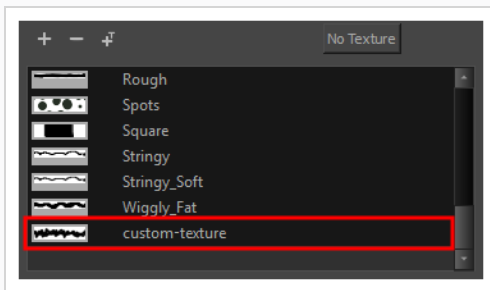 No Texture
Rough
Spots
Square
Stringy
Stringy_Soft
Wiggly_Fat
custom-texture